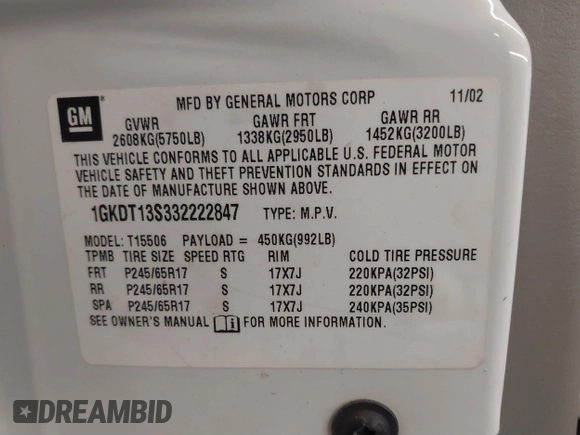 MFD BY GENERAL MOTORS CORP 11/02
GM
GVWR GAWR FRT GAWR RR
2608KG(5750LB) 1338KG(2950LB) 1452KG(3200LB)
THIS VEHICLE CONFORMS TO ALL APPLICABLE U.S. FEDERAL MOTOR
VEHICLE SAFETY AND THEFT PREVENTION STANDARDS IN EFFECT ON
THE DATE OF MANUFACTURE SHOWN ABOVE.
1GKDT13S332222847 TYPE: M.P.V.
MODEL: T15506 PAYLOAD = 450KG(992LB)
TPMB TIRE SIZE SPEED RTG RIM COLD TIRE PRESSURE
FRT P245/65R17 S 17X7J 220KPA(32PSI)
RR P245/65R17 S 17X7J 220KPA(32PSI)
SPA P245/65R17 S 17X7J 240KPA(35PSI)
SEE OWNER'S MANUAL i FOR MORE INFORMATION.
DREAMBID